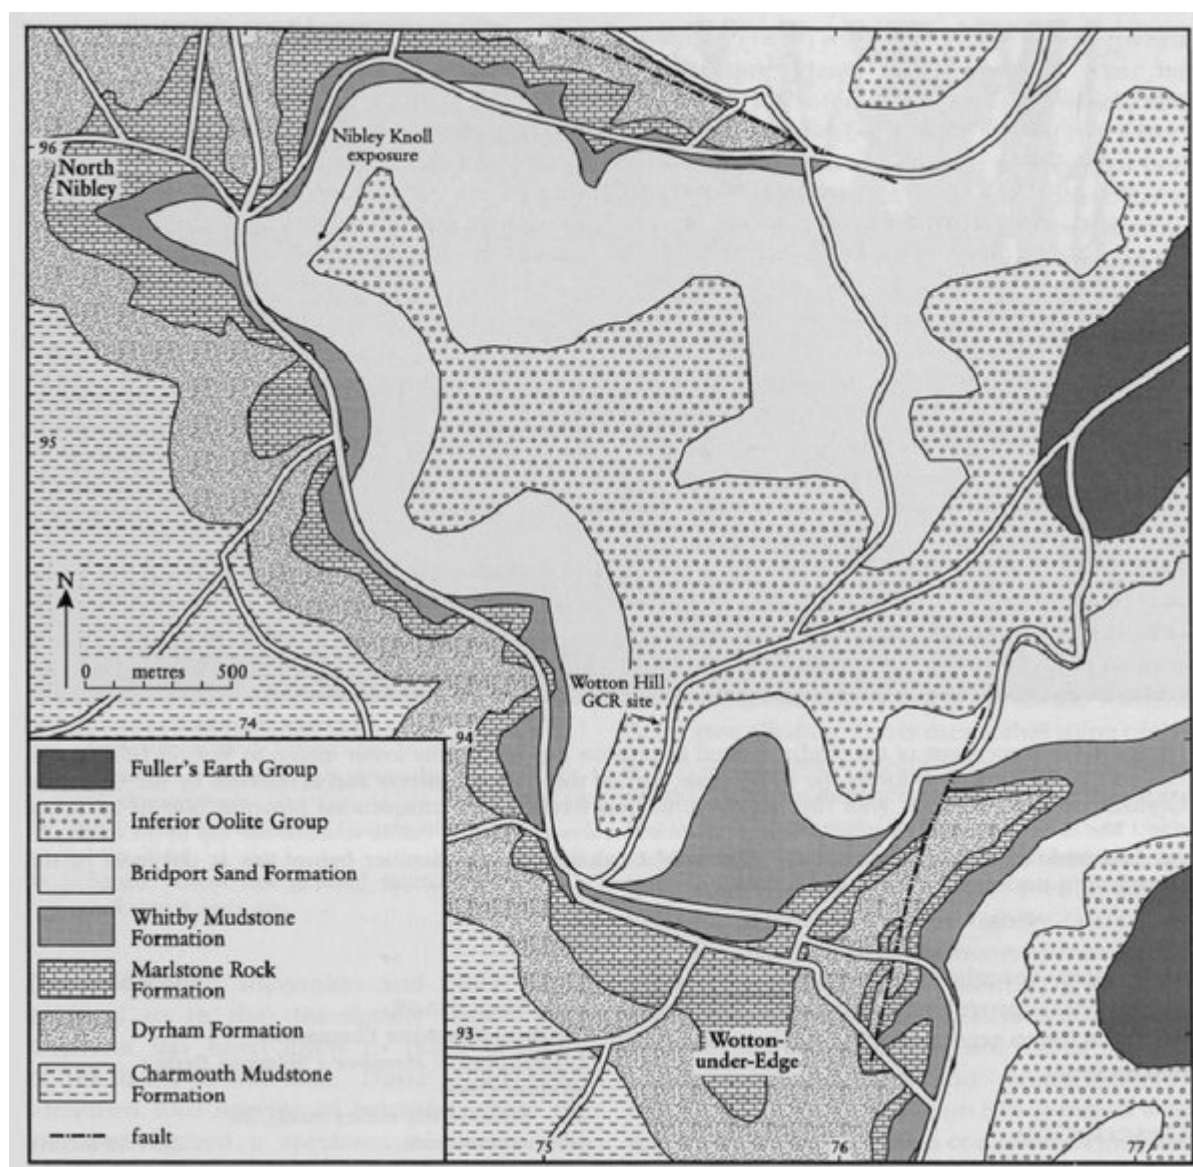 Nibley Knoll
exposure
96
North
Nibley
95
N
0 metres 500
Wotton Hill
GCR site
74
94
Fuller's Earth Group
Inferior Oolite Group
Bridport Sand Formation
Whitby Mudstone
Formation
Marlstone Rock
Formation
Dyrham Formation
Charmouth Mudstone
Formation
fault
93
Wotton-
under-Edge
75
76
77